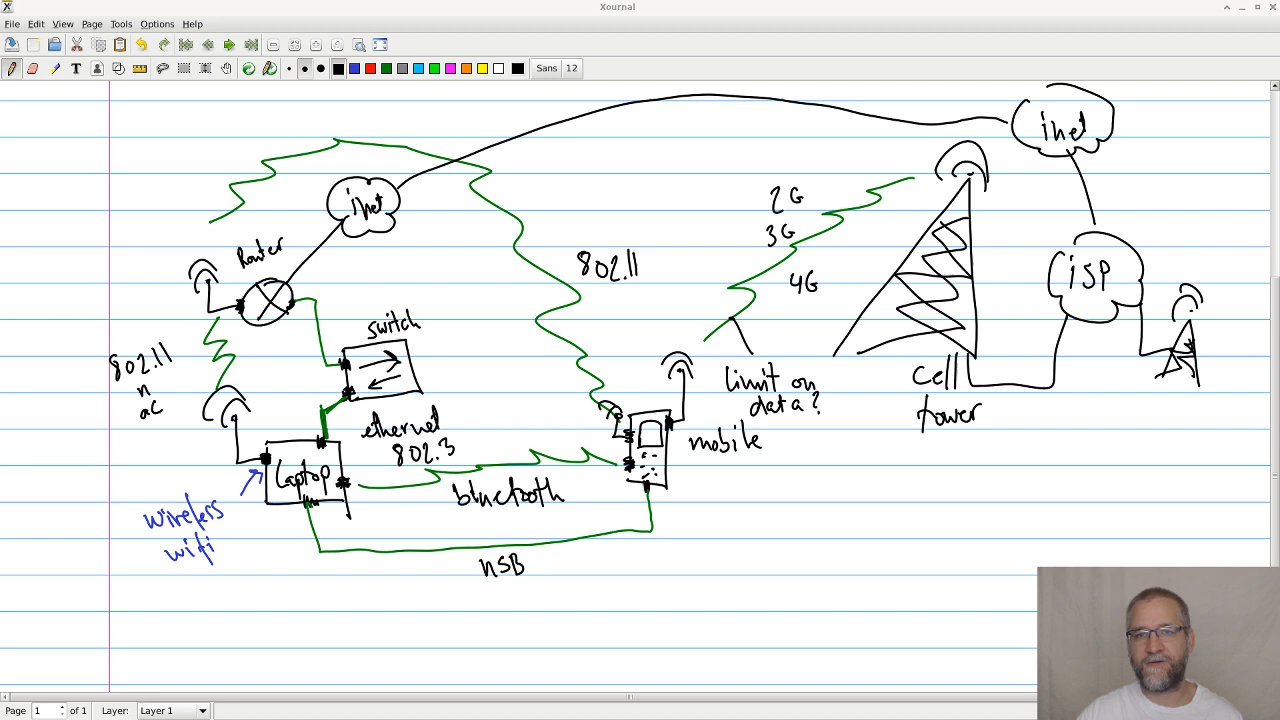 Xournal
File Edit View Page Tools Options Help
Sans 12
inet
inet
2G
3G
4G
Router
802.11
iSP
switch
802.11
n
ac
Limit on
data?
cell
tower
ethernet
802.3
mobile
Laptop
bluetooth
wireless
wifi
USB
Page 1 of 1 Layer: Layer 1